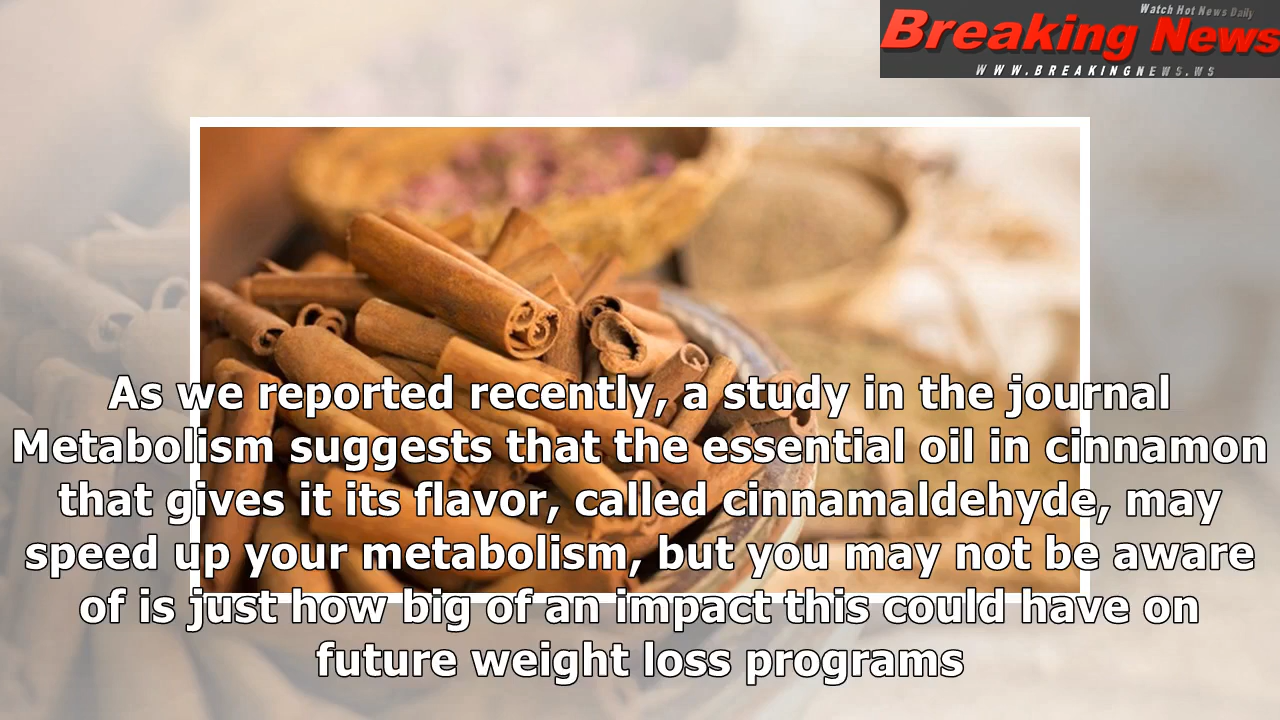 Watch Hot News Daily
Breaking News
WWW.BREAKINGNEWS.WS
As we reported recently, a study in the journal
Metabolism suggests that the essential oil in cinnamon
that gives it its flavor, called cinnamaldehyde, may
speed up your metabolism, but you may not be aware
of is just how big of an impact this could have on
future weight loss programs